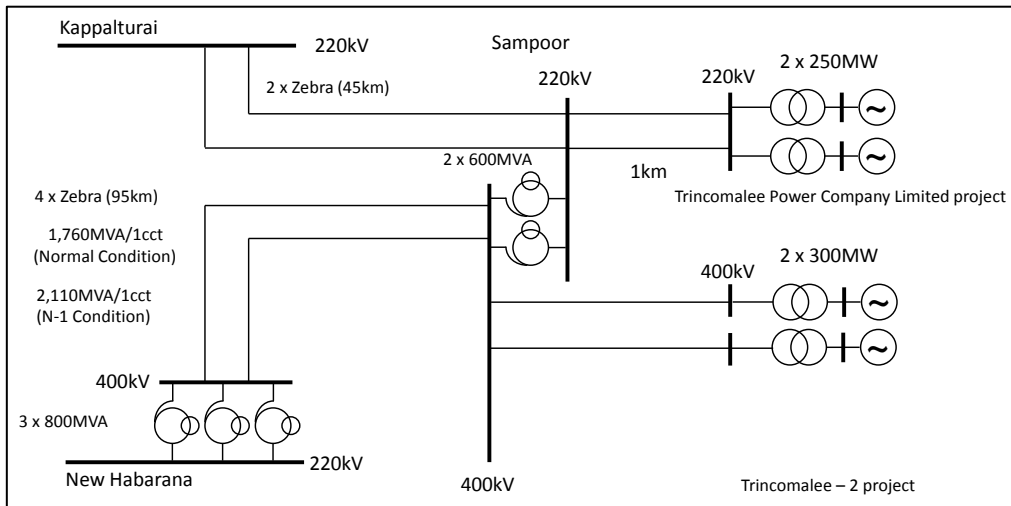 Kappalturai
220kV
Sampoor
220kV
220kV
2 x 250MW
2 x Zebra (45km)
~
~
2 x 600MVA
1km
Trincomalee Power Company Limited project
4 x Zebra (95km)
1,760MVA/1cct
(Normal Condition)
2,110MVA/1cct
(N-1 Condition)
400kV
2 x 300MW
~
~
400kV
3 x 800MVA
220kV
New Habarana
400kV
Trincomalee – 2 project